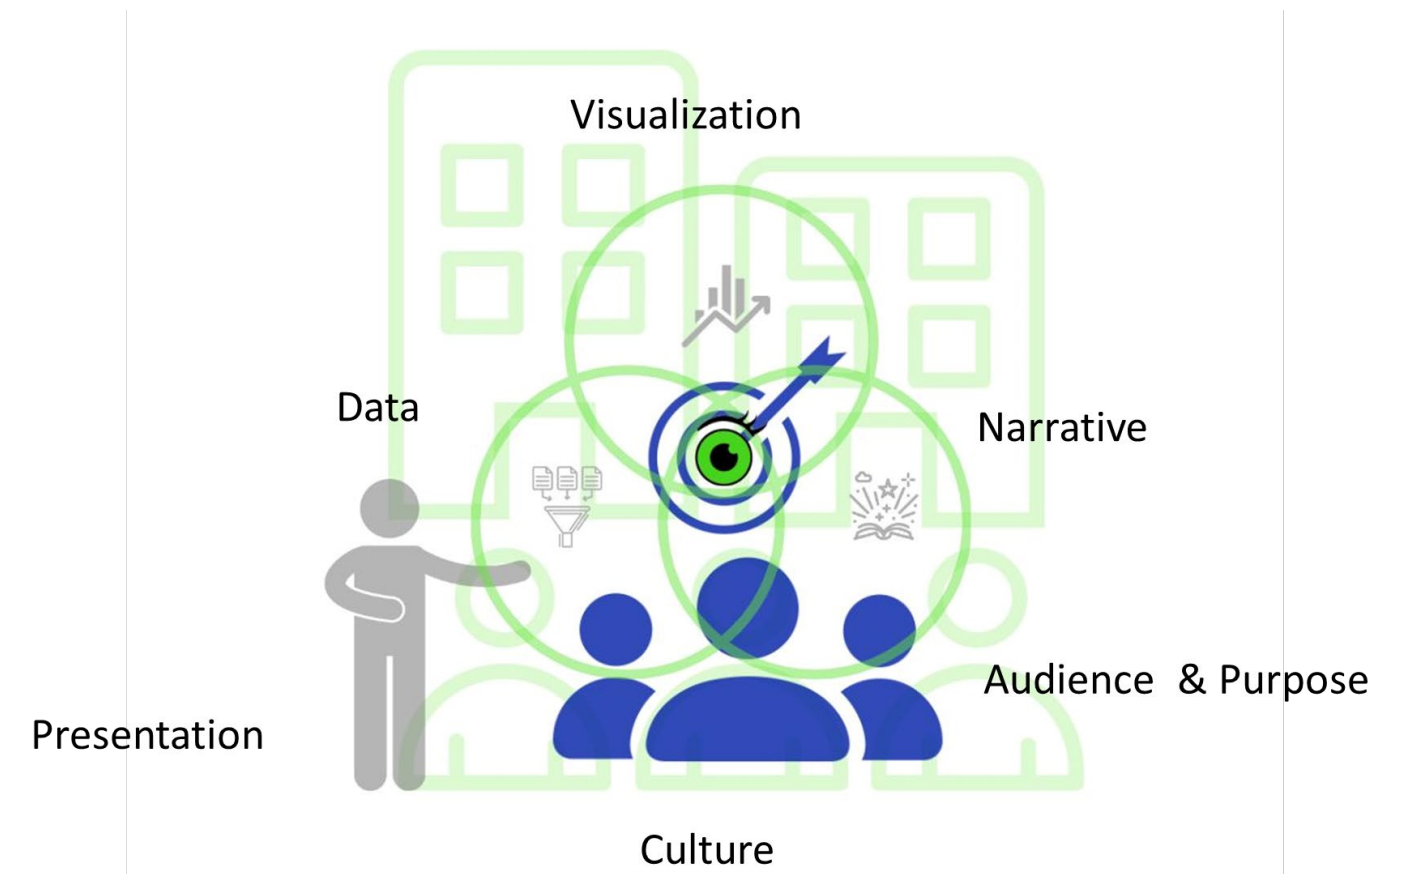 Visualization
Data
Narrative
Audience  & Purpose
Presentation
Culture